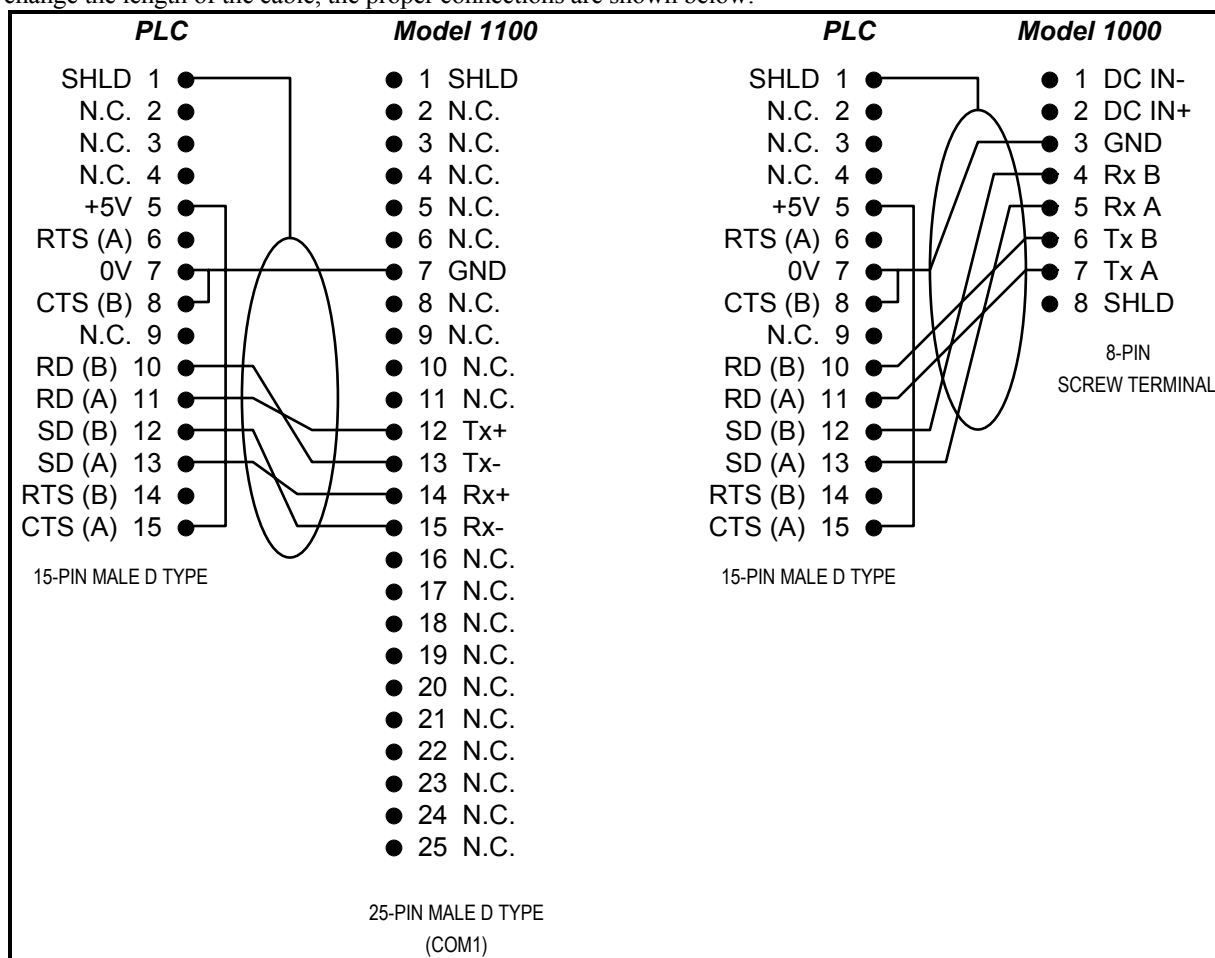 change the length of the cable, the proper connections are shown below.
PLC
Model 1100
SHLD 1
N.C. 2
N.C. 3
N.C. 4
+5V 5
RTS (A) 6
0V 7
CTS (B) 8
N.C. 9
RD (B) 10
RD (A) 11
SD (B) 12
SD (A) 13
RTS (B) 14
CTS (A) 15
15-PIN MALE D TYPE
1 SHLD
2 N.C.
3 N.C.
4 N.C.
5 N.C.
6 N.C.
7 GND
8 N.C.
9 N.C.
10 N.C.
11 N.C.
12 Tx+
13 Tx-
14 Rx+
15 Rx-
16 N.C.
17 N.C.
18 N.C.
19 N.C.
20 N.C.
21 N.C.
22 N.C.
23 N.C.
24 N.C.
25 N.C.
25-PIN MALE D TYPE
(COM1)
PLC
Model 1000
SHLD 1
N.C. 2
N.C. 3
N.C. 4
+5V 5
RTS (A) 6
0V 7
CTS (B) 8
N.C. 9
RD (B) 10
RD (A) 11
SD (B) 12
SD (A) 13
RTS (B) 14
CTS (A) 15
15-PIN MALE D TYPE
1 DC IN-
2 DC IN+
3 GND
4 Rx B
5 Rx A
6 Tx B
7 Tx A
8 SHLD
8-PIN
SCREW TERMINAL